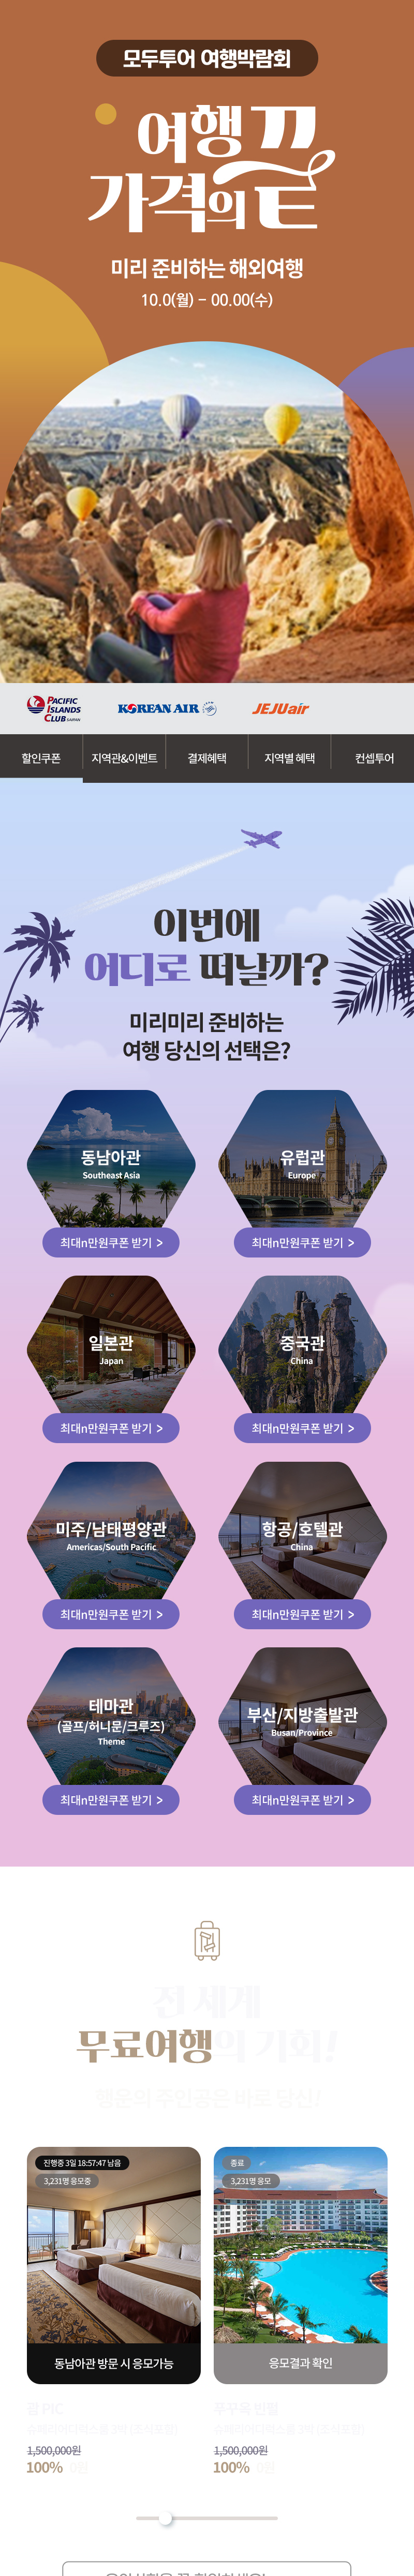 모두투어 여행박람회
여행 끈
가격의 ㅌ
미리 준비하는 해외여행
10.0(월) - 00.00(수)
PACIFIC
ISLANDS
CLUB SAIPAN
KOREAN AIR
JEJUair
할인쿠폰
지역관&이벤트
결제혜택
지역별 혜택
컨셉투어
이번에
어디로 떠날까?
미리미리 준비하는
여행 당신의 선택은?
동남아관
Southeast Asia
최대n만원쿠폰 받기 >
유럽관
Europe
최대n만원쿠폰 받기 >
일본관
Japan
최대n만원쿠폰 받기 >
중국관
China
최대n만원쿠폰 받기 >
미주/남태평양관
Americas/South Pacific
최대n만원쿠폰 받기 >
항공/호텔관
China
최대n만원쿠폰 받기 >
테마관
(골프/허니문/크루즈)
Theme
최대n만원쿠폰 받기 >
부산/지방출발관
Busan/Province
최대n만원쿠폰 받기 >
전 세계
무료여행의 기회!
행운의 주인공은 바로 당신!
진행중 3일 18:57:47 남음
3,231명 응모중
동남아관 방문 시 응모가능
종료
3,231명 응모
응모결과 확인
괌 PIC
1,500,000원
100% 0원
1,500,000원
100% 0원